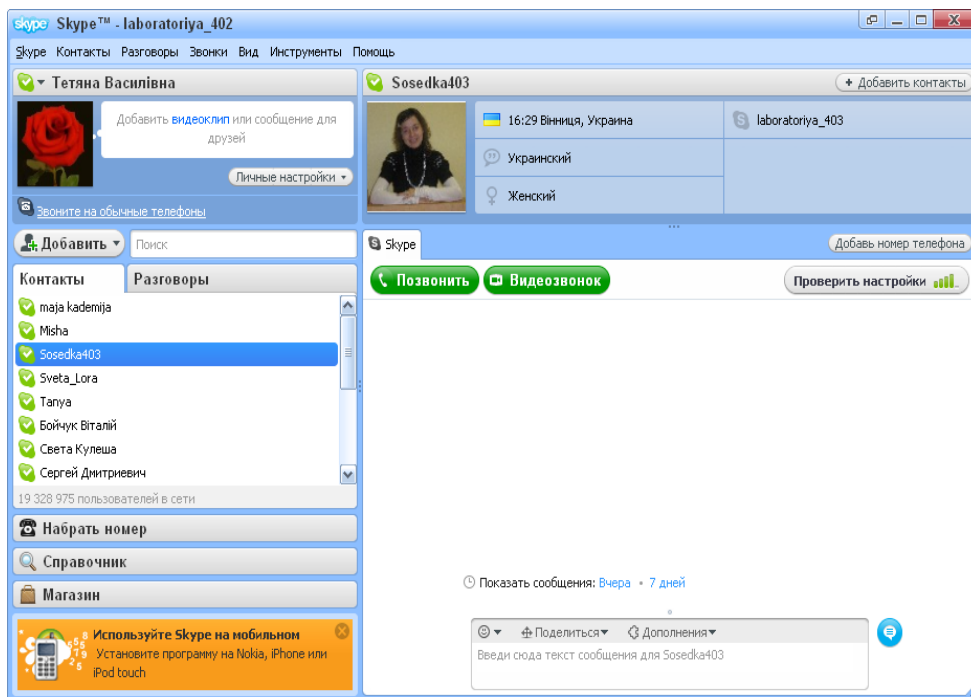 Skype™ - laboratoriya_402
Skype Контакты Разговоры Звонки Вид Инструменты Помощь
Тетяна Василівна
Добавить видеоклип или сообщение для
друзей
Личные настройки
Звоните на обычные телефоны
Добавить
Поиск
Контакты
Разговоры
maja kademija
Misha
Sosedka403
Sveta_Lora
Tanya
Бойчук Віталій
Света Кулеша
Сергей Дмитриевич
19 328 975 пользователей в сети
Набрать номер
Справочник
Магазин
Используйте Skype на мобильном
Установите программу на Nokia, iPhone или
iPod touch
Sosedka403
+ Добавить контакты
16:29 Вінниця, Украина
laboratoriya_403
Украинский
Женский
Skype
Добавь номер телефона
Позвонить
Видеозвонок
Проверить настройки
Показать сообщения: Вчера • 7 дней
Поделиться
Дополнения
Введи сюда текст сообщения для Sosedka403